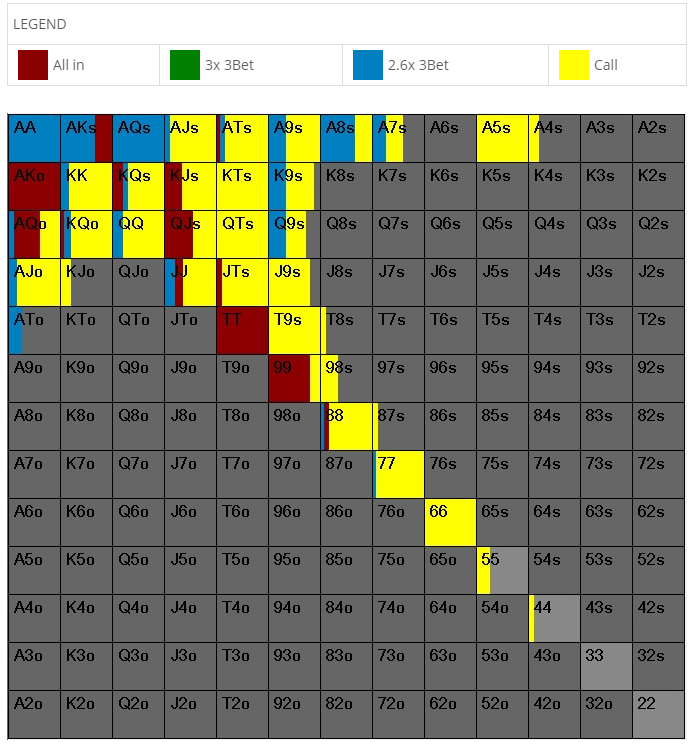 LEGEND
All in 3x 3Bet 2.6x 3Bet Call
AA AKs AQs AJs ATs A9s A8s A7s A6s A5s A4s A3s A2s
AKo KK KQs KJs KTs K9s K8s K7s K6s K5s K4s K3s K2s
AQo KQo QQ QJs QTs Q9s Q8s Q7s Q6s Q5s Q4s Q3s Q2s
AJo KJo QJo JJ JTs J9s J8s J7s J6s J5s J4s J3s J2s
ATo KTo QTo JTo TT T9s T8s T7s T6s T5s T4s T3s T2s
A9o K9o Q9o J9o T9o 99 98s 97s 96s 95s 94s 93s 92s
A8o K8o Q8o J8o T8o 98o 88 87s 86s 85s 84s 83s 82s
A7o K7o Q7o J7o T7o 97o 87o 77 76s 75s 74s 73s 72s
A6o K6o Q6o J6o T6o 96o 86o 76o 66 65s 64s 63s 62s
A5o K5o Q5o J5o T5o 95o 85o 75o 65o 55 54s 53s 52s
A4o K4o Q4o J4o T4o 94o 84o 74o 64o 54o 44 43s 42s
A3o K3o Q3o J3o T3o 93o 83o 73o 63o 53o 43o 33 32s
A2o K2o Q2o J2o T2o 92o 82o 72o 62o 52o 42o 32o 22